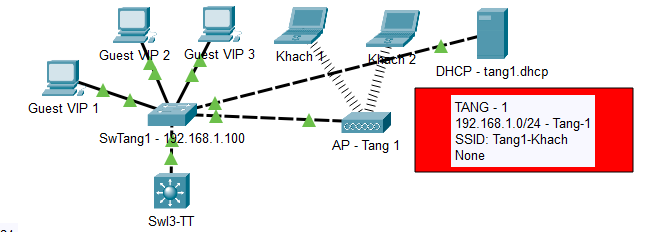 Guest VIP 2
Guest VIP 3
Khach 1
Khach 2
DHCP - tang1.dhcp
Guest VIP 1
TANG - 1
192.168.1.0/24 - Tang-1
SSID: Tang1-Khach
None
SwTang1 - 192.168.1.100
AP - Tang 1
Swl3-TT